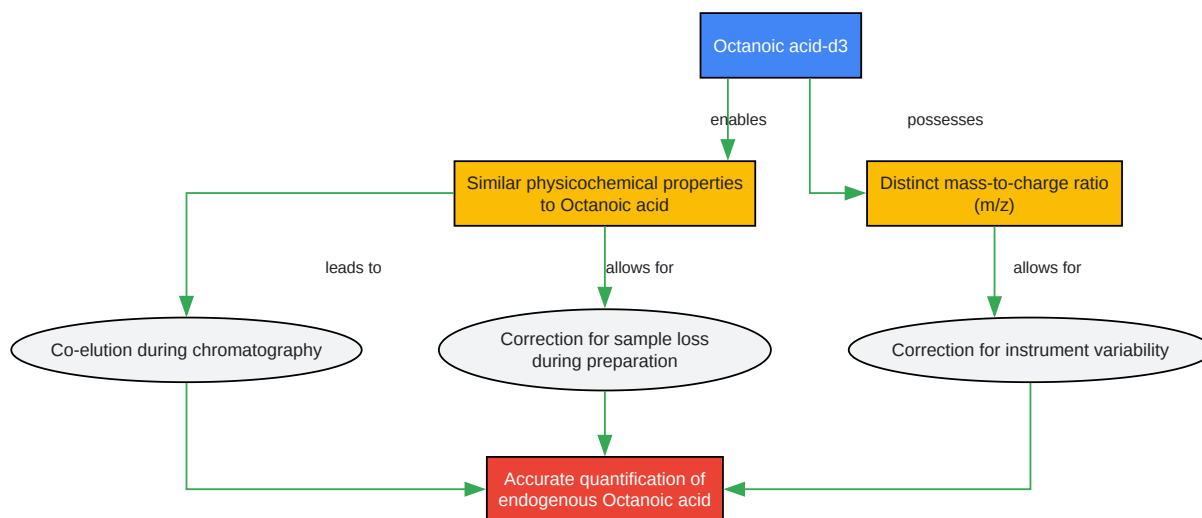 Octanoic acid-d3
enables
possesses
Similar physicochemical properties
to Octanoic acid
Distinct mass-to-charge ratio
(m/z)
leads to
allows for
allows for
Co-elution during chromatography
Correction for sample loss
during preparation
Correction for instrument variability
Accurate quantification of
endogenous Octanoic acid